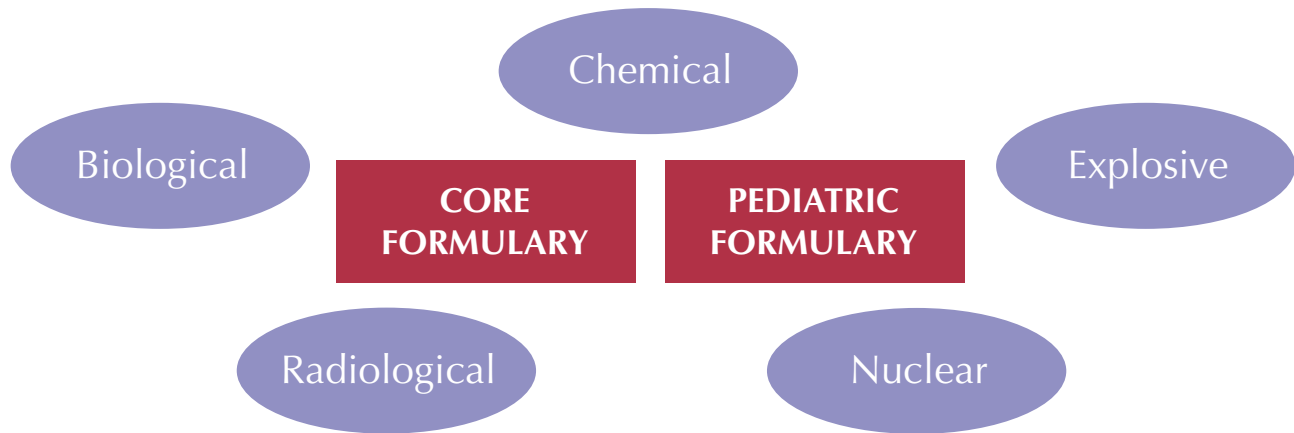 Chemical
Biological
Explosive
CORE
FORMULARY
PEDIATRIC
FORMULARY
Radiological
Nuclear